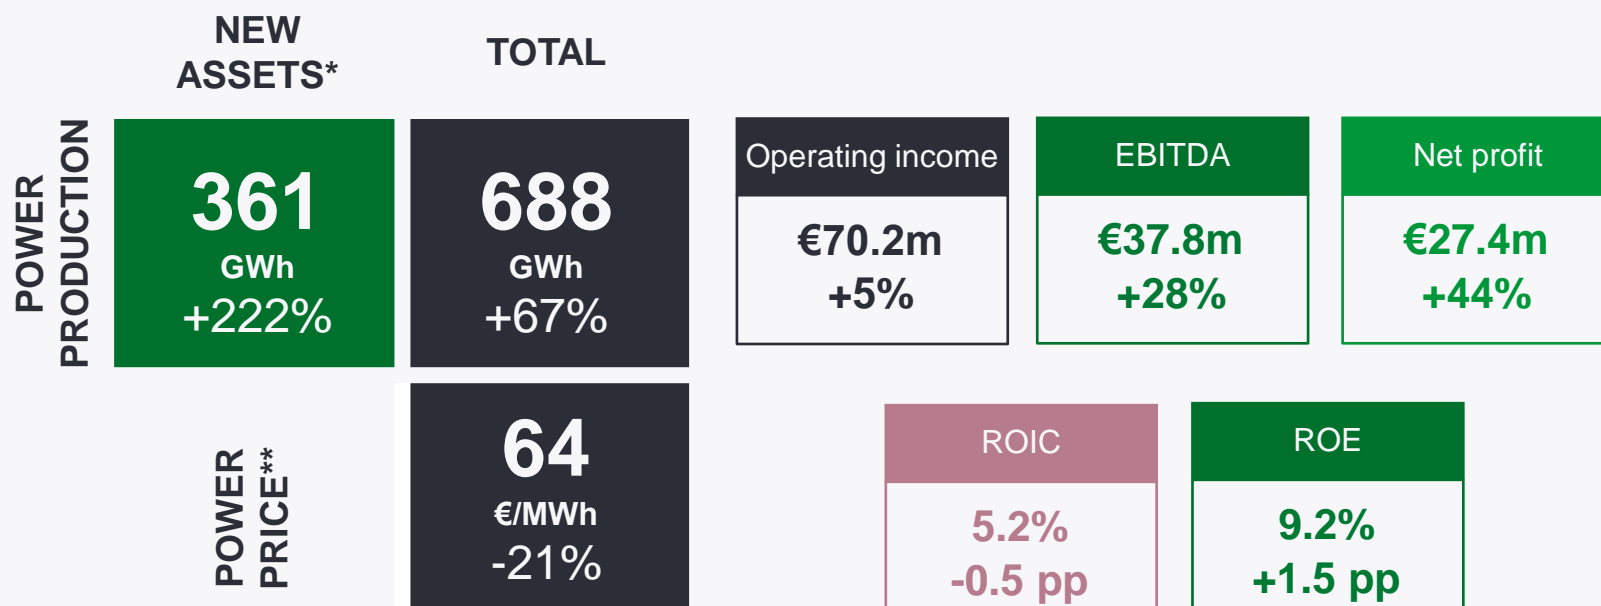 NEW
ASSETS*
TOTAL
POWER
PRODUCTION
361
GWh
+222%
688
GWh
+67%
Operating income
€70.2m
+5%
EBITDA
€37.8m
+28%
Net profit
€27.4m
+44%
POWER
PRICE**
64
€/MWh
-21%
ROIC
5.2%
-0.5 pp
ROE
9.2%
+1.5 pp